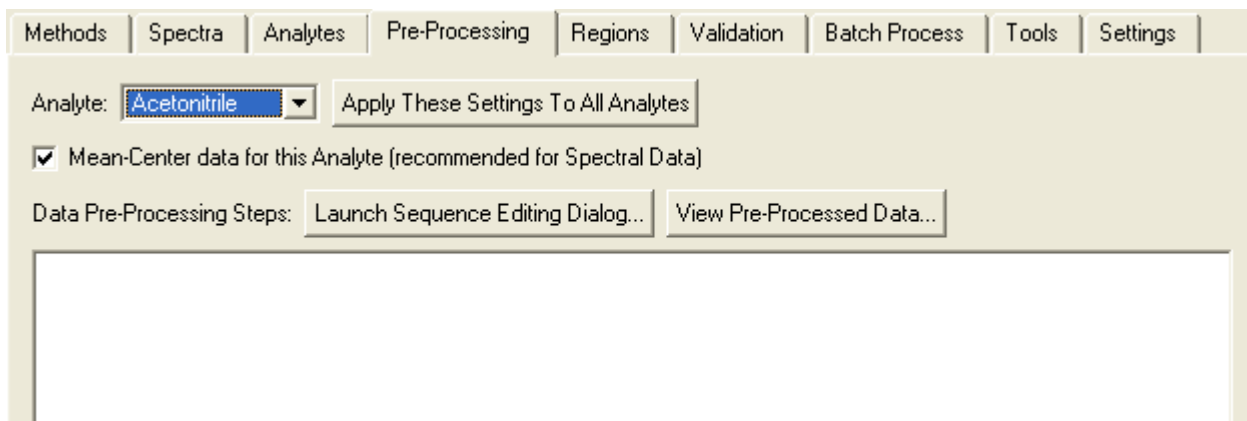 Methods Spectra Analytes Pre-Processing Regions Validation Batch Process Tools Settings
Analyte: Acetonitrile Apply These Settings To All Analytes
Mean-Center data for this Analyte (recommended for Spectral Data)
Data Pre-Processing Steps: Launch Sequence Editing Dialog... View Pre-Processed Data...